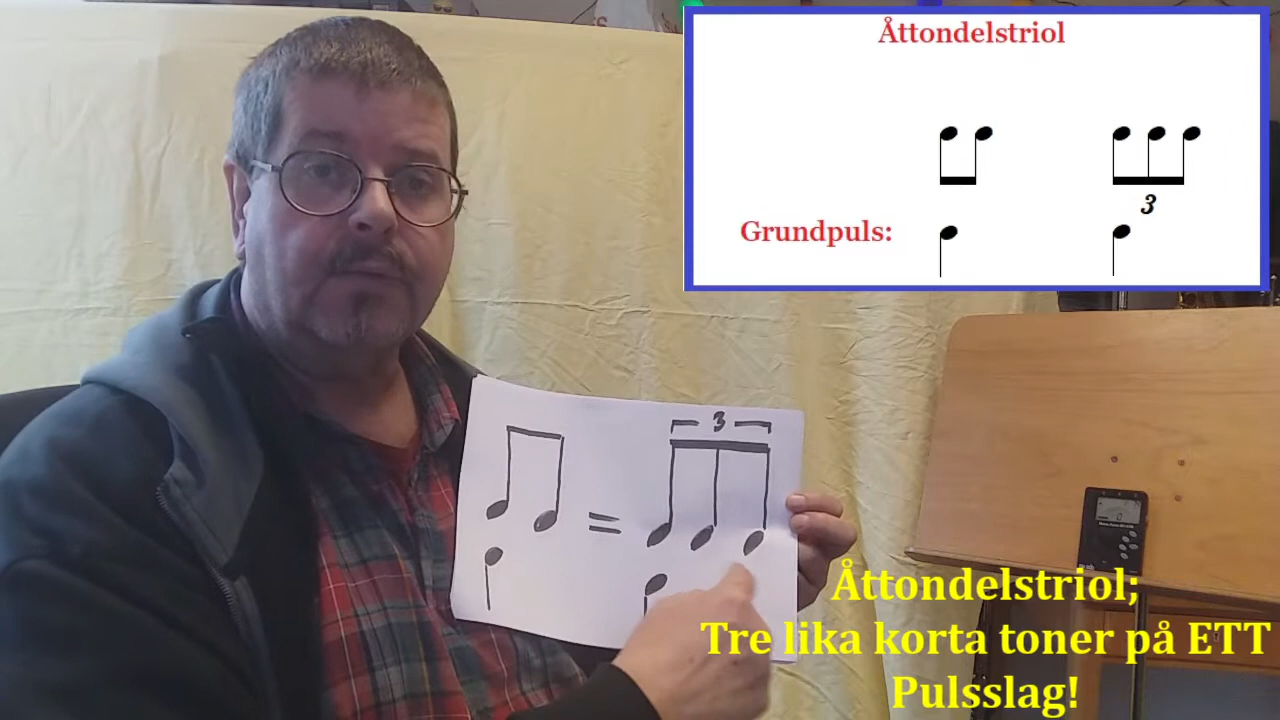 Åttondelstriol
3
Grundpuls:
3
=
Åttondelstriol;
Tre lika korta toner på ETT
Pulsslag!